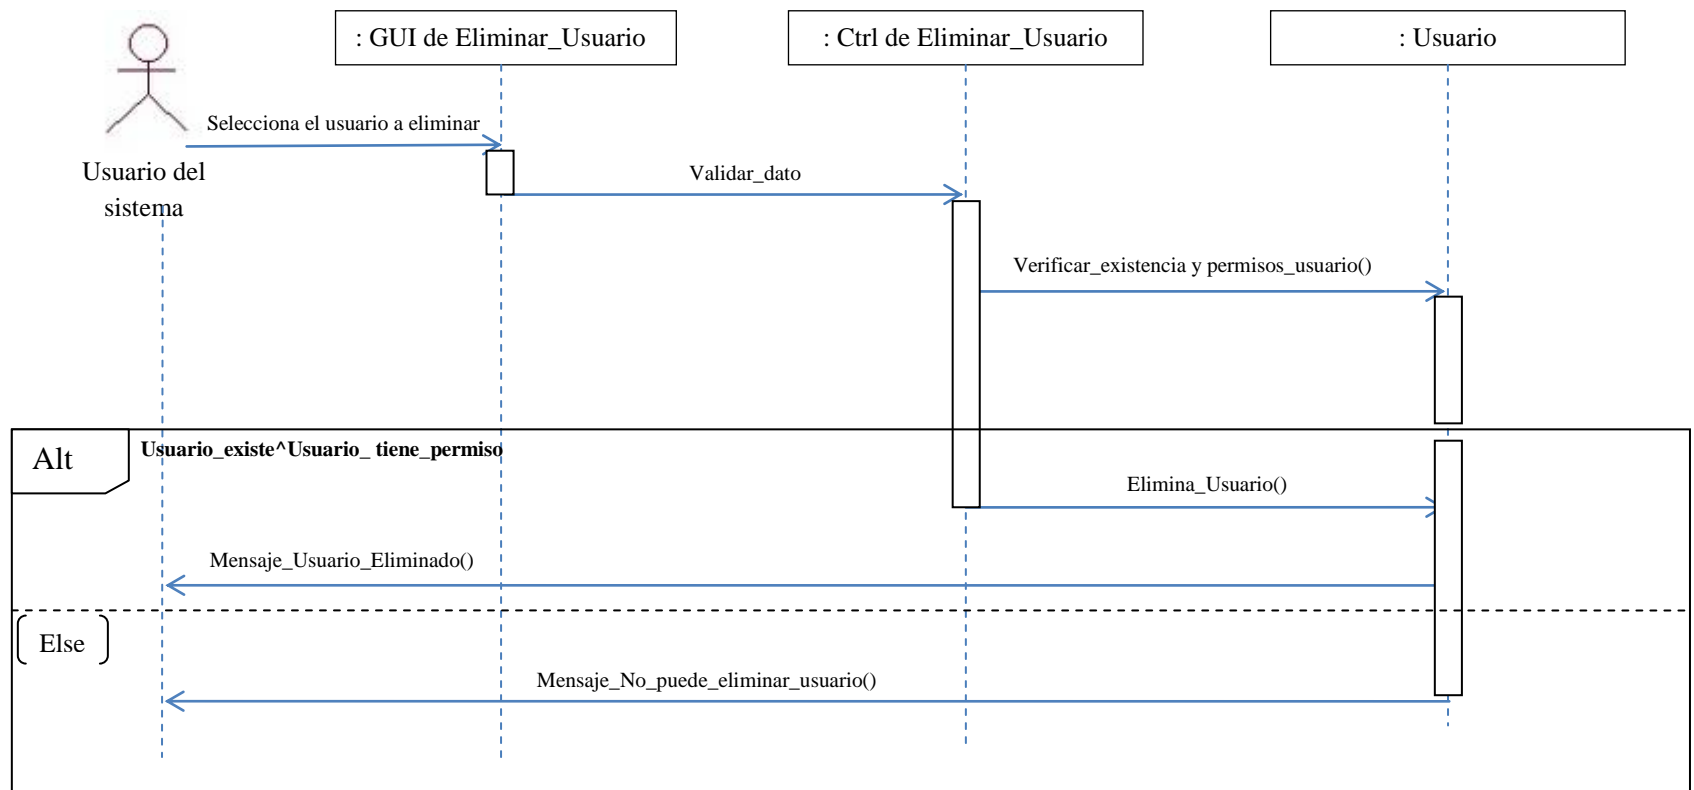 : GUI de Eliminar_Usuario
: Ctrl de Eliminar_Usuario
: Usuario
Selecciona el usuario a eliminar
Usuario del
sistema
Validar_dato
Verificar_existencia y permisos_usuario()
Alt
Usuario_existe^Usuario_ tiene_permiso
Elimina_Usuario()
Mensaje_Usuario_Eliminado()
Else
Mensaje_No_puede_eliminar_usuario()